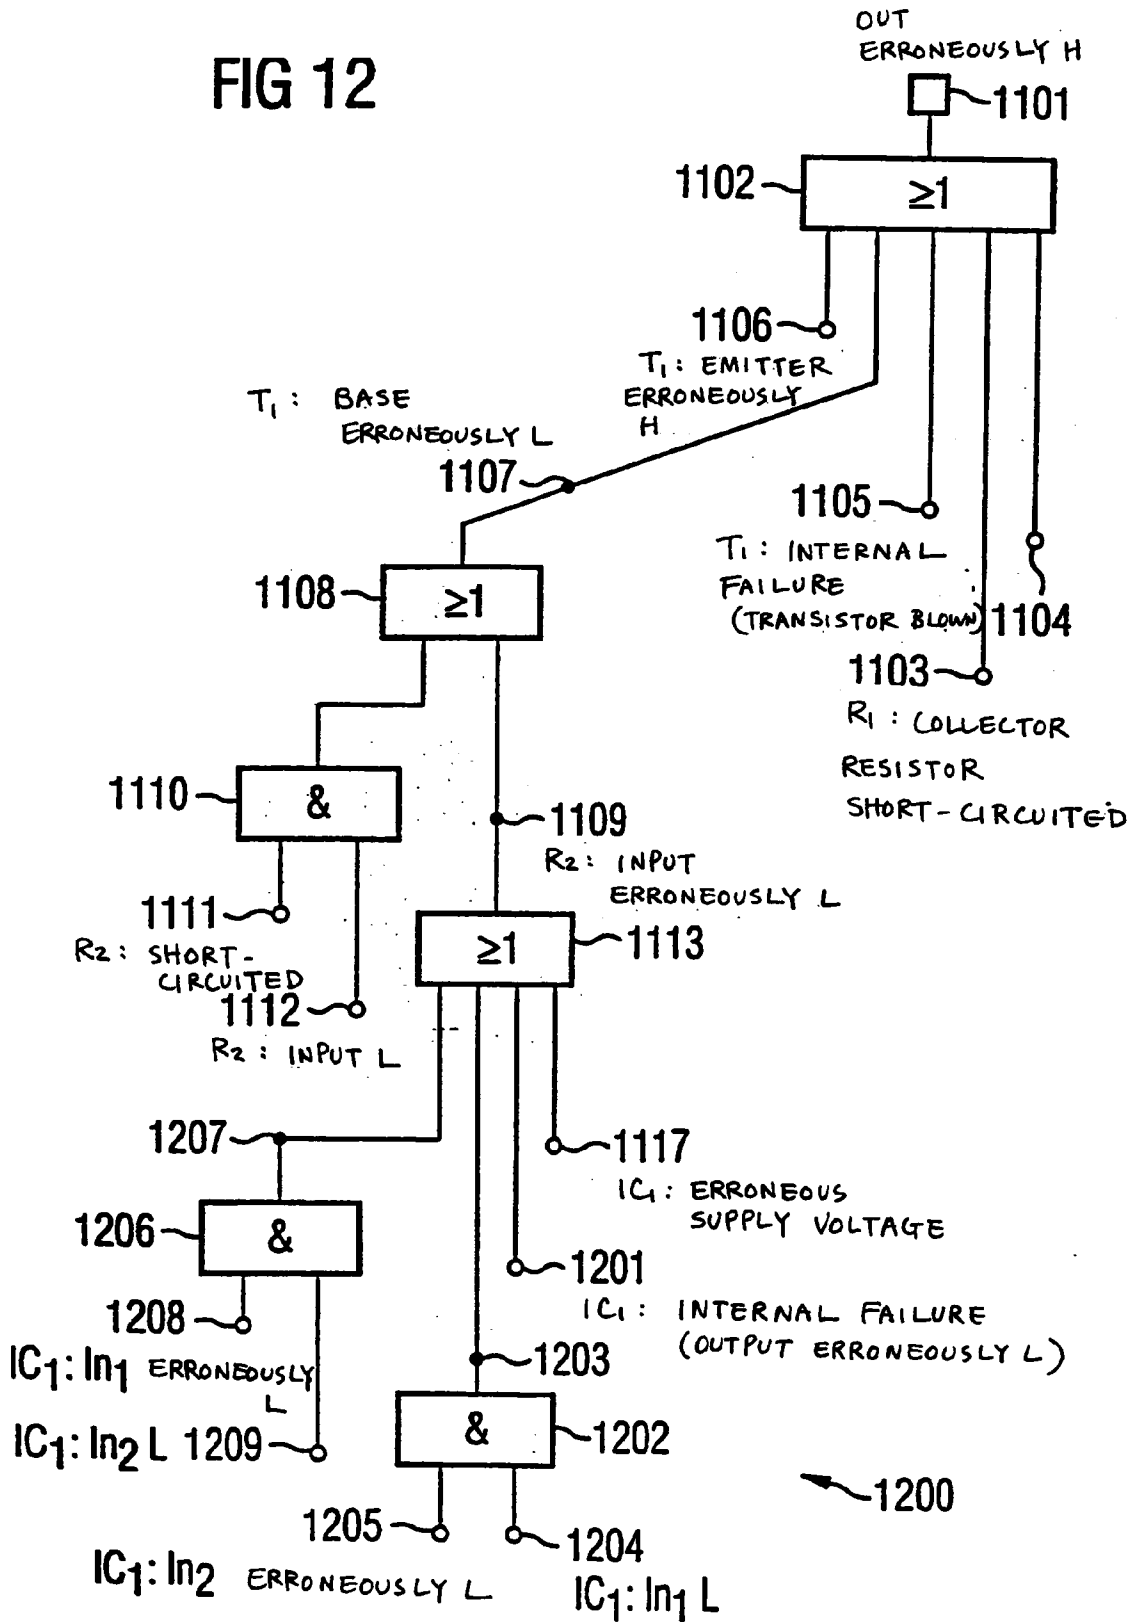 OUT
ERRONEOUSLY H
FIG 12
1101
1102
≥1
1106
T1: EMITTER
ERRONEOUSLY
H
T1: BASE
ERRONEOUSLY L
1107
1105
T1: INTERNAL
FAILURE
(TRANSISTOR BLOWN)
1104
1108
≥1
1103
R1: COLLECTOR
RESISTOR
SHORT-CIRCUITED
1110
&
1109
R2: INPUT
ERRONEOUSLY L
1111
R2: SHORT-
CIRCUITED
1113
≥1
1112
R2: INPUT L
1207
1117
IC1: ERRONEOUS
SUPPLY VOLTAGE
1206
&
1201
IC1: INTERNAL FAILURE
(OUTPUT ERRONEOUSLY L)
1208
IC1: In1 ERRONEOUSLY
L
1203
IC1: In2 L 1209
&
1202
1200
1205
1204
IC1: In2 ERRONEOUSLY L
IC1: In1 L